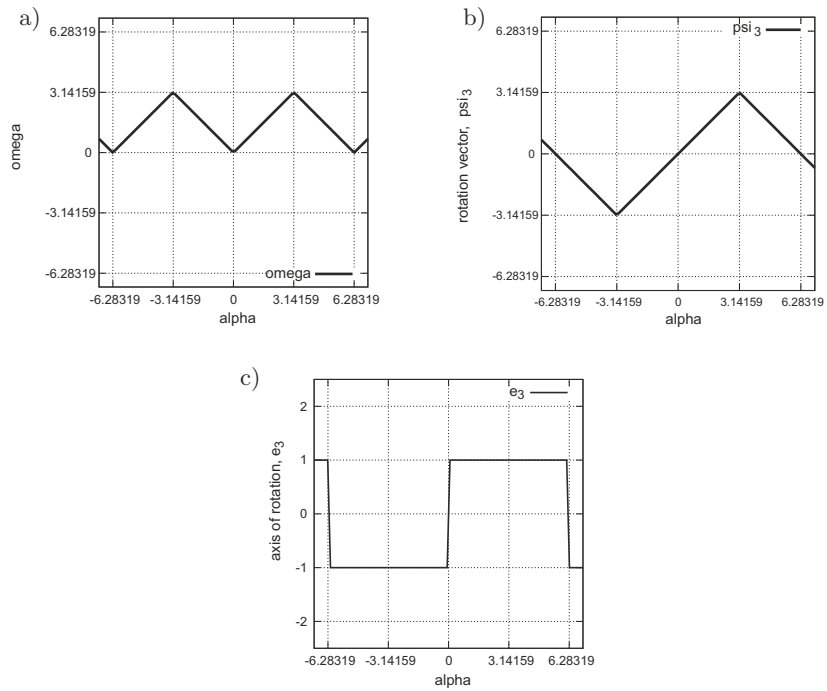 a)
6.28319
3.14159
0
-3.14159
-6.28319
omega
omega
-6.28319 -3.14159 0 3.14159 6.28319
alpha
b)
6.28319
3.14159
0
-3.14159
-6.28319
rotation vector, psi3
psi 3
-6.28319 -3.14159 0 3.14159 6.28319
alpha
c)
2
1
0
-1
-2
axis of rotation, e3
e3
-6.28319 -3.14159 0 3.14159 6.28319
alpha